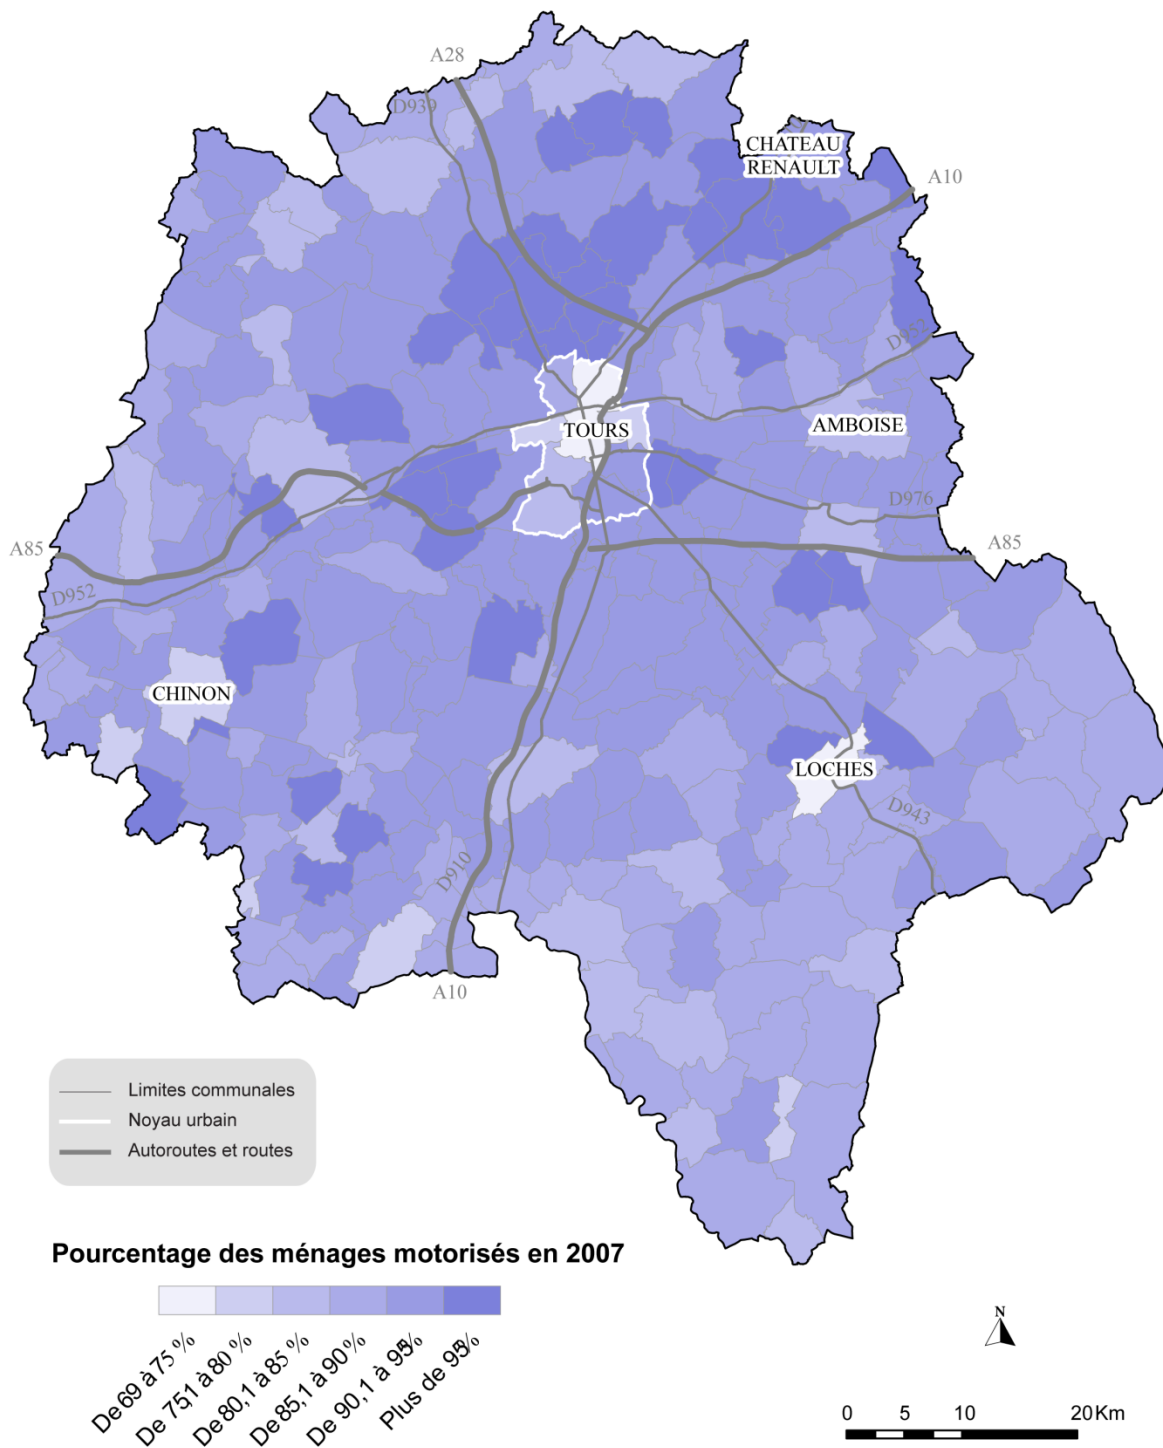 A28
D939
CHATEAU
RENAULT
A10
D952
TOURS
AMBOISE
D976
A85
A85
D952
CHINON
LOCHES
D943
D910
A10
Limites communales
Noyau urbain
Autoroutes et routes
Pourcentage des ménages motorisés en 2007
De 69 à 75 %
De 75,1 à 80 %
De 80,1 à 85 %
De 85,1 à 90 %
De 90,1 à 95%
Plus de 95%
N
0 5 10 20 Km